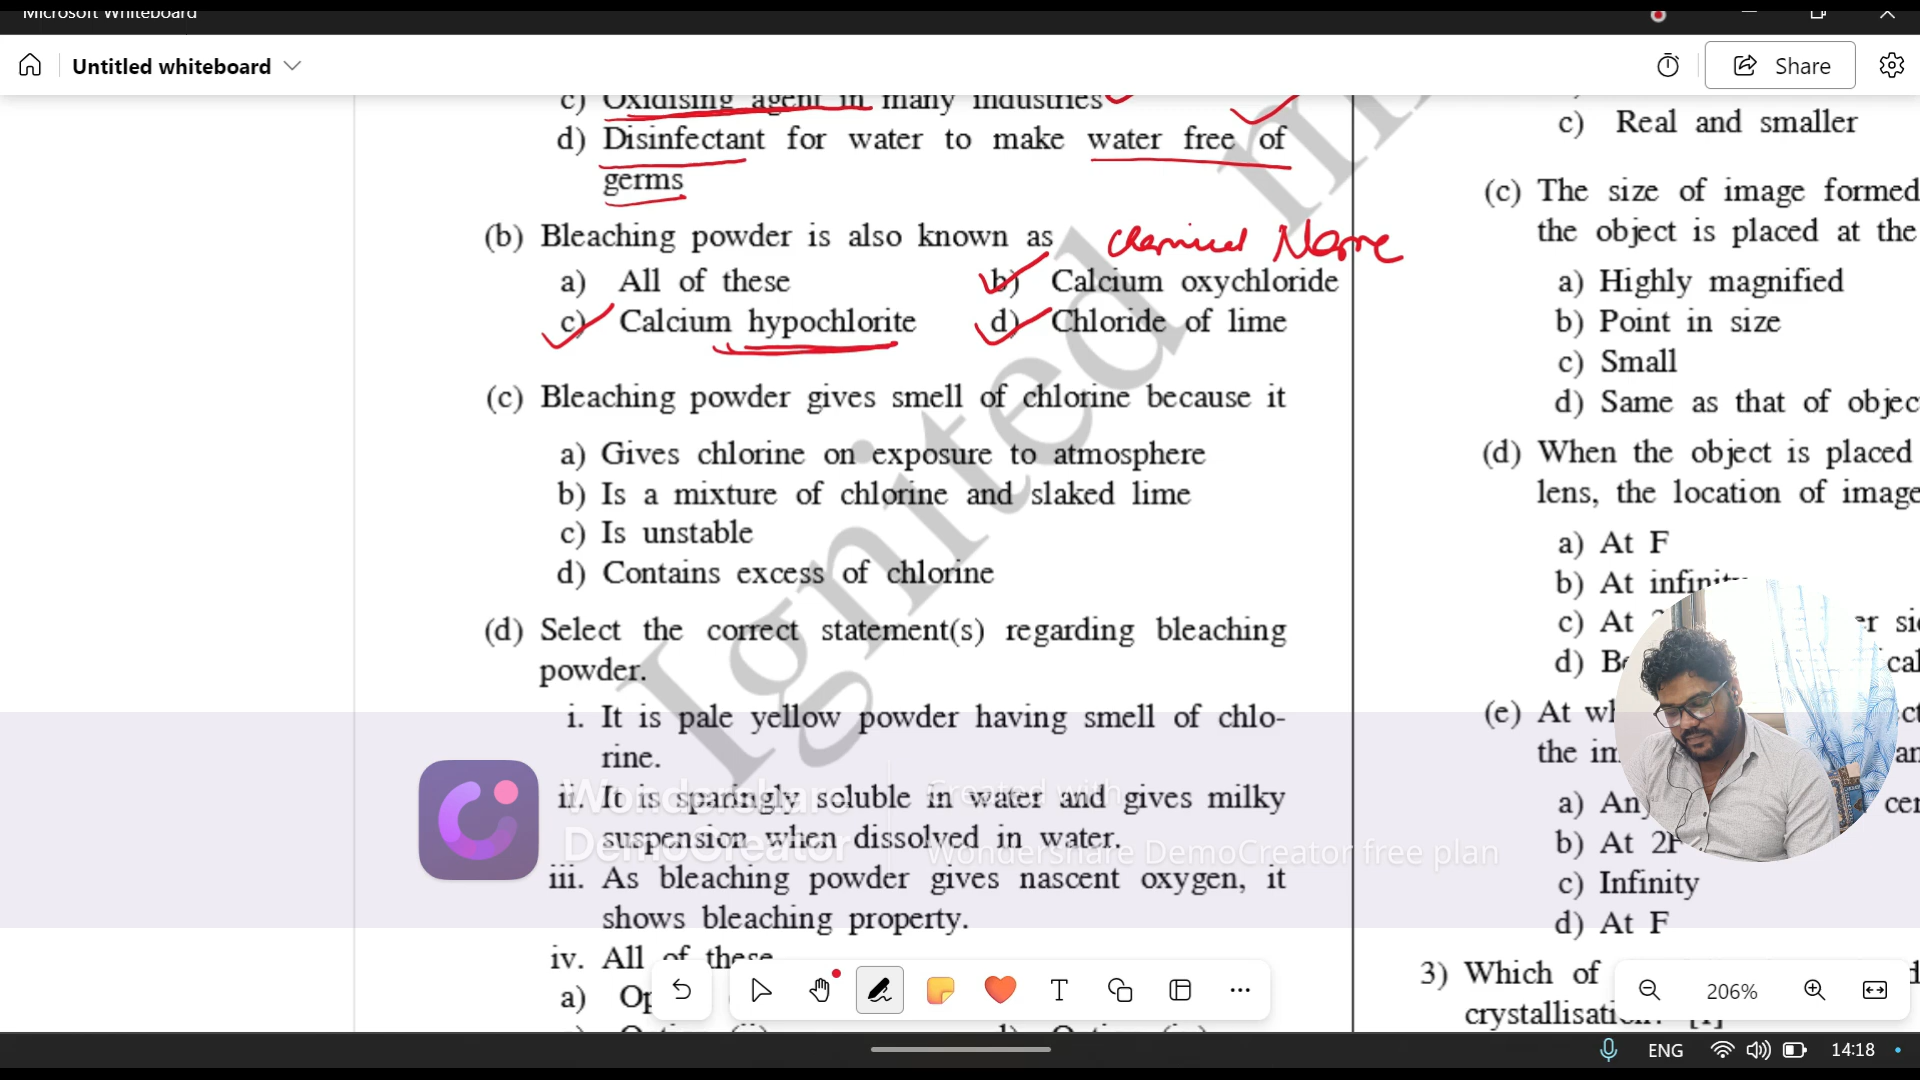 Microsoft Whiteboard
Untitled whiteboard
Share
c) Oxidising agent in many industries
d) Disinfectant for water to make water free of
germs
(b) Bleaching powder is also known as
Chemical Name
a) All of these
b) Calcium oxychloride
c) Calcium hypochlorite
d) Chloride of lime
(c) Bleaching powder gives smell of chlorine because it
a) Gives chlorine on exposure to atmosphere
b) Is a mixture of chlorine and slaked lime
c) Is unstable
d) Contains excess of chlorine
(d) Select the correct statement(s) regarding bleaching
powder.
i. It is pale yellow powder having smell of chlo-
rine.
ii. It is sparingly soluble in water and gives milky
suspension when dissolved in water.
iii. As bleaching powder gives nascent oxygen, it
shows bleaching property.
iv. All of these
a)
c) Real and smaller
(c) The size of image formed
the object is placed at the
a) Highly magnified
b) Point in size
c) Small
d) Same as that of objec
(d) When the object is placed
lens, the location of image
a) At F
b) At infinity
c) At
d)
(e) At
the
a)
b) At 2F
c) Infinity
d) At F
3) Which of
crystallisation? [1]
Ignited
Wondershare
DemoCreator
Created with
Wondershare DemoCreator free plan
206%
ENG
14:18